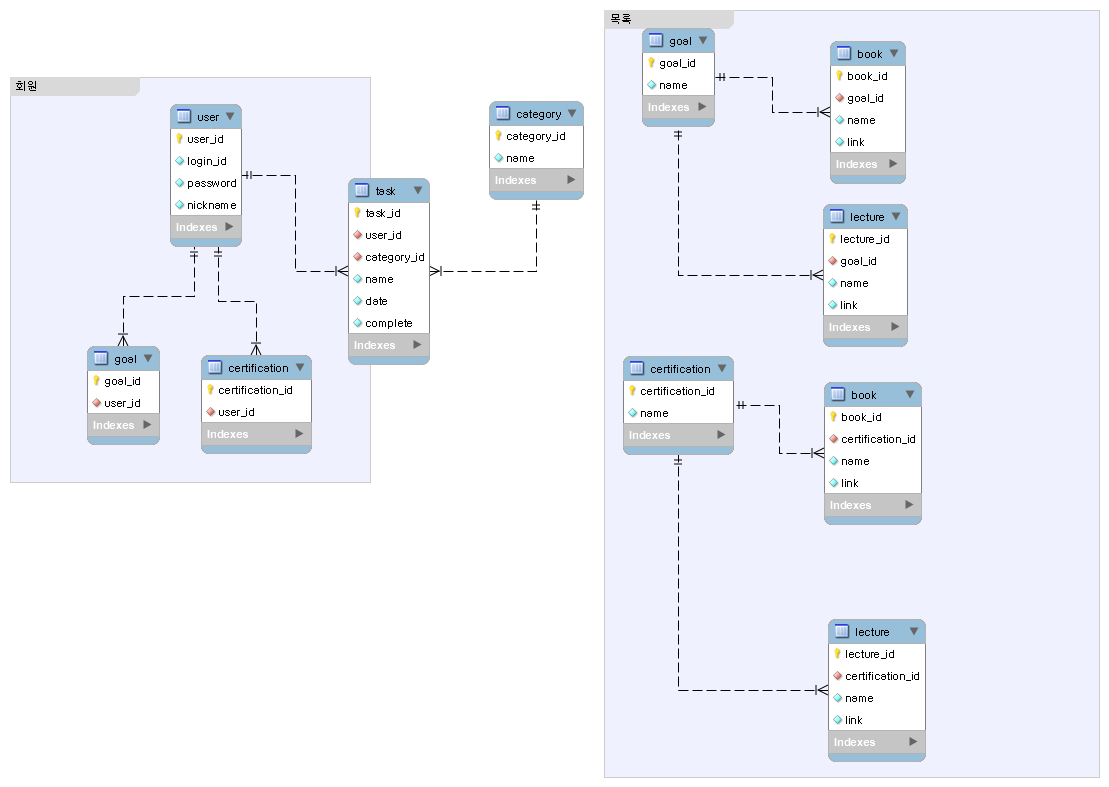 회원
user
user_id
login_id
password
nickname
Indexes
goal
goal_id
user_id
Indexes
certification
certification_id
user_id
Indexes
task
task_id
user_id
category_id
name
date
complete
Indexes
category
category_id
name
Indexes
목록
goal
goal_id
name
Indexes
book
book_id
goal_id
name
link
Indexes
lecture
lecture_id
goal_id
name
link
Indexes
certification
certification_id
name
Indexes
book
book_id
certification_id
name
link
Indexes
lecture
lecture_id
certification_id
name
link
Indexes